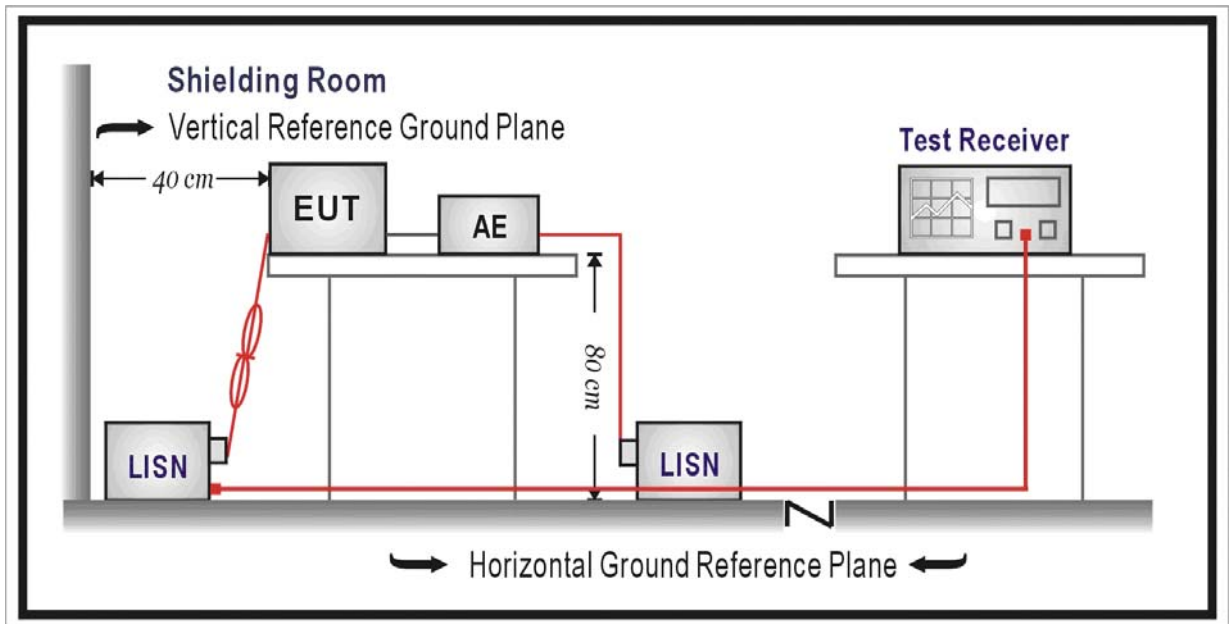 Shielding Room
Vertical Reference Ground Plane
Test Receiver
40 cm
EUT
AE
80 cm
LISN
LISN
Horizontal Ground Reference Plane